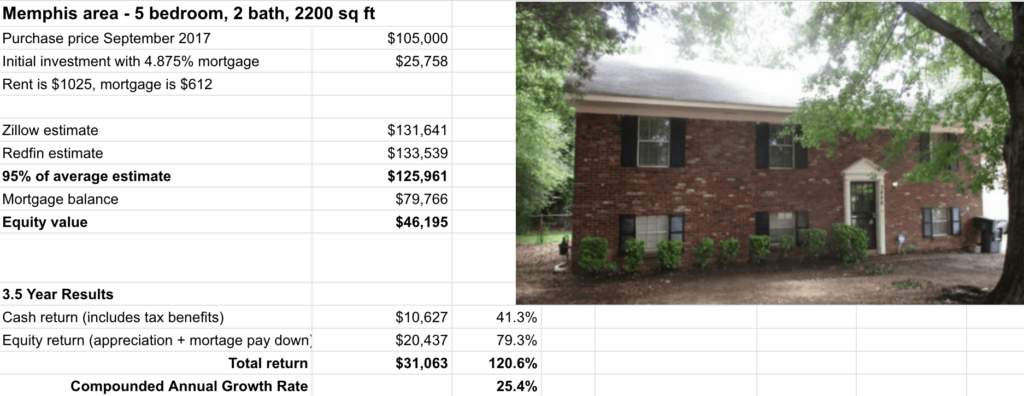 Memphis area - 5 bedroom, 2 bath, 2200 sq ft
Purchase price September 2017 $105,000
Initial investment with 4.875% mortgage $25,758
Rent is $1025, mortgage is $612
Zillow estimate $131,641
Redfin estimate $133,539
95% of average estimate $125,961
Mortgage balance $79,766
Equity value $46,195
3.5 Year Results
Cash return (includes tax benefits) $10,627 41.3%
Equity return (appreciation + mortage pay down) $20,437 79.3%
Total return $31,063 120.6%
Compounded Annual Growth Rate 25.4%